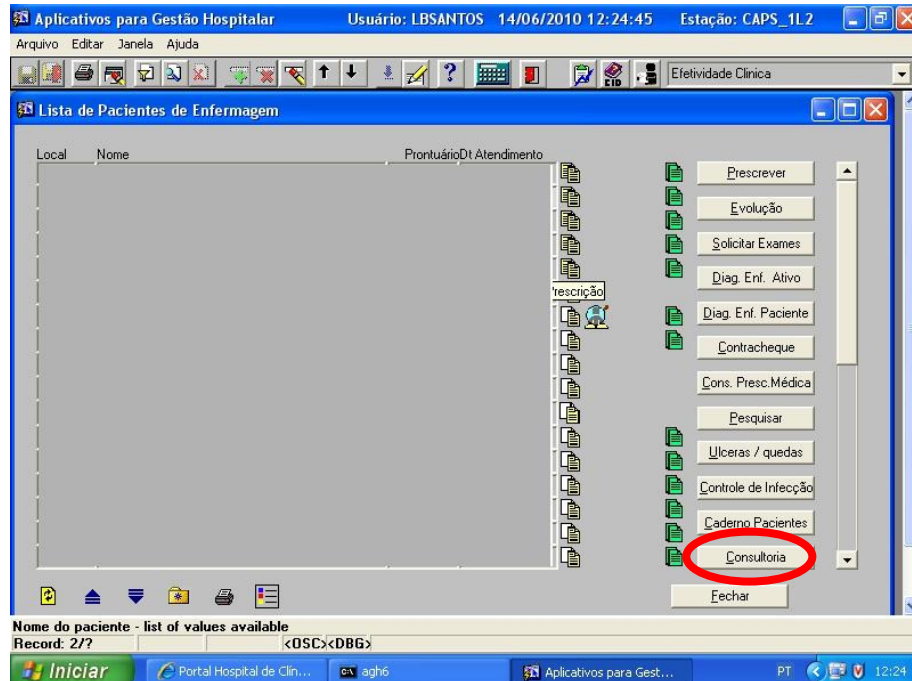 Aplicativos para Gestão Hospitalar Usuário: LBSANTOS 14/06/2010 12:24:45 Estação: CAPS_1L2
Arquivo Editar Janela Ajuda
CID Efetividade Clinica
Lista de Pacientes de Enfermagem
Local Nome ProntuárioDt Atendimento
Prescrever
Evolução
Solicitar Exames
Diag. Enf. Ativo
rescrição
Diag. Enf. Paciente
Contracheque
Cons. Presc.Médica
Pesquisar
Ulceras / quedas
Controle de Infecção
Caderno Pacientes
Consultoria
Fechar
Nome do paciente - list of values available
Record: 2/? <OSC><DBG>
Iniciar Portal Hospital de Clín... agh6 Aplicativos para Gest... PT 12:24